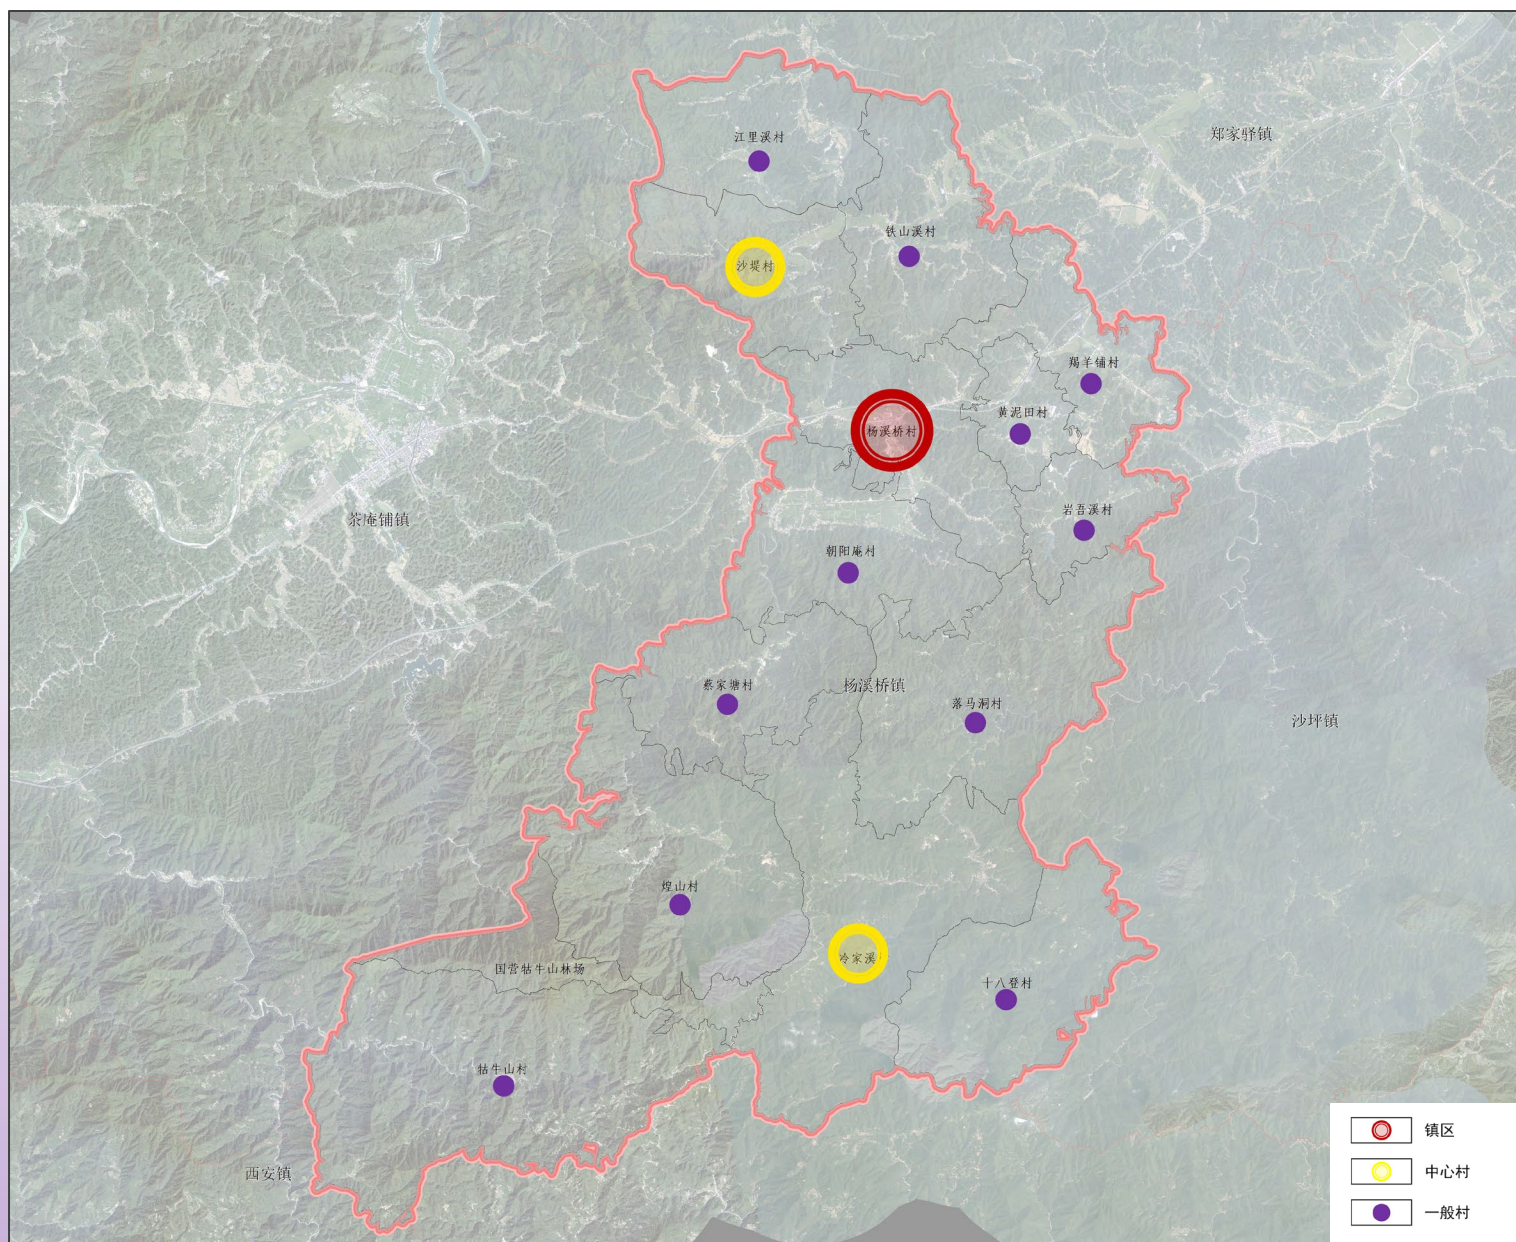 郑家驿镇
江里溪村
铁山溪村
沙堤村
羯羊铺村
黄泥田村
杨溪桥村
岩吾溪村
茶庵铺镇
朝阳庵村
蔡家塘村
杨溪桥镇
落马洞村
沙坪镇
煌山村
冷家溪
国营牯牛山林场
十八登村
牯牛山村
西安镇
镇区
中心村
一般村